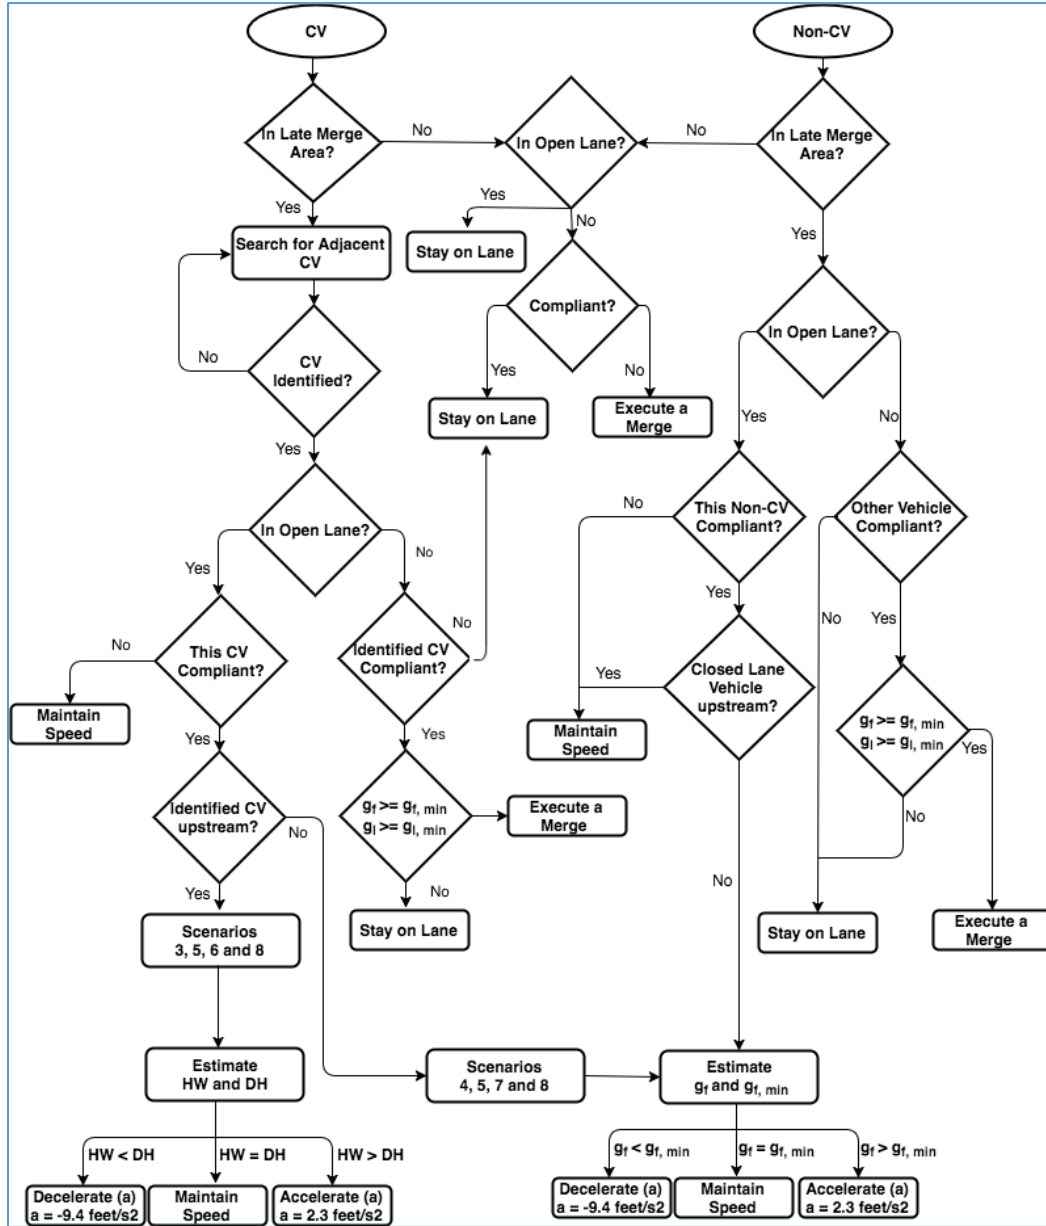 CV
Non-CV
In Late Merge
Area?
No
In Open Lane?
No
In Late Merge
Area?
Yes
Yes
No
Yes
Search for Adjacent
CV
Stay on Lane
Compliant?
In Open Lane?
No
CV
Identified?
Yes
No
Stay on Lane
Execute a
Merge
Yes
No
Yes
In Open Lane?
No
This Non-CV
Compliant?
Other Vehicle
Compliant?
Yes
No
Yes
No
Yes
No
No
This CV
Compliant?
Identified CV
Compliant?
Yes
Closed Lane
Vehicle
upstream?
Maintain
Speed
Yes
Yes
Maintain
Speed
gf >= gf, min
gl >= gl, min
Yes
Identified CV
upstream?
No
gf >= gf, min
gl >= gl, min
Execute a
Merge
No
Yes
No
No
Scenarios
3, 5, 6 and 8
Stay on Lane
Stay on Lane
Execute a
Merge
Estimate
HW and DH
Scenarios
4, 5, 7 and 8
Estimate
gf and gf, min
HW < DH
HW = DH
HW > DH
gf < gf, min
gf = gf, min
gf > gf, min
Decelerate (a)
a = -9.4 feet/s2
Maintain
Speed
Accelerate (a)
a = 2.3 feet/s2
Decelerate (a)
a = -9.4 feet/s2
Maintain
Speed
Accelerate (a)
a = 2.3 feet/s2